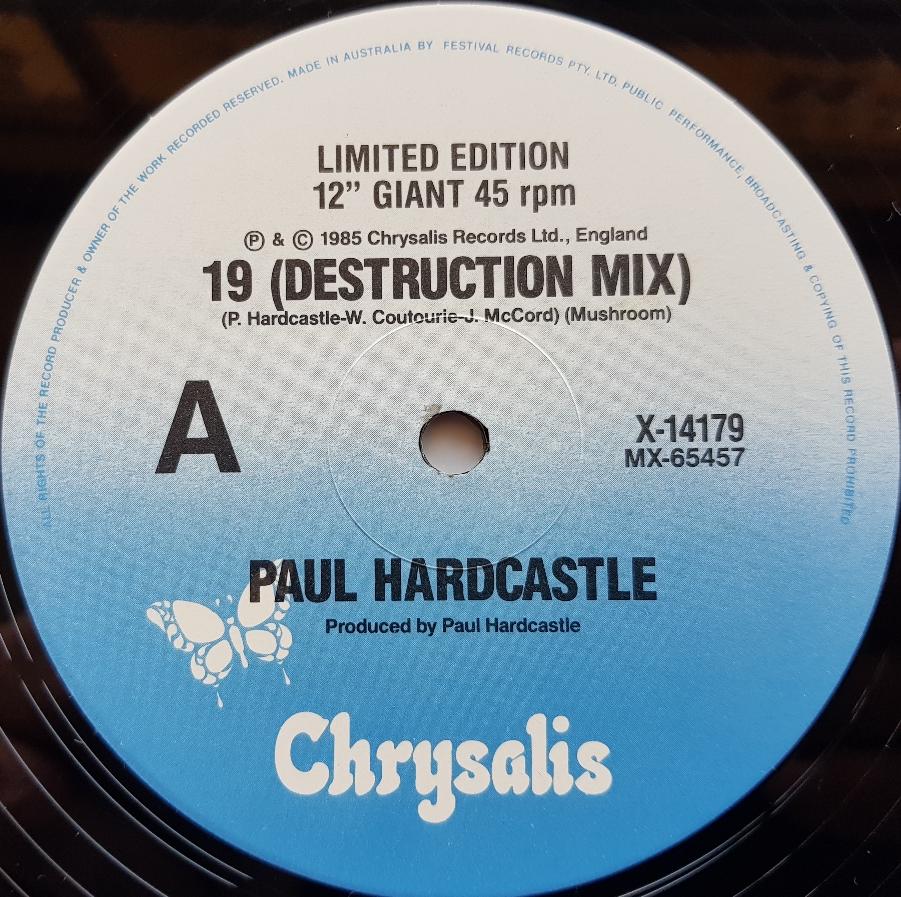 ALL RIGHTS OF THE RECORD PRODUCER & OWNER OF THE WORK RECORDED RESERVED. MADE IN AUSTRALIA BY FESTIVAL RECORDS PTY. LTD. PUBLIC PERFORMANCE, BROADCASTING & COPYING OF THIS RECORD PROHIBITED
LIMITED EDITION
12” GIANT 45 rpm
Ⓟ & © 1985 Chrysalis Records Ltd., England
19 (DESTRUCTION MIX)
(P. Hardcastle-W. Coutourie-J. McCord) (Mushroom)
A
X-14179
MX-65457
PAUL HARDCASTLE
Produced by Paul Hardcastle
Chrysalis